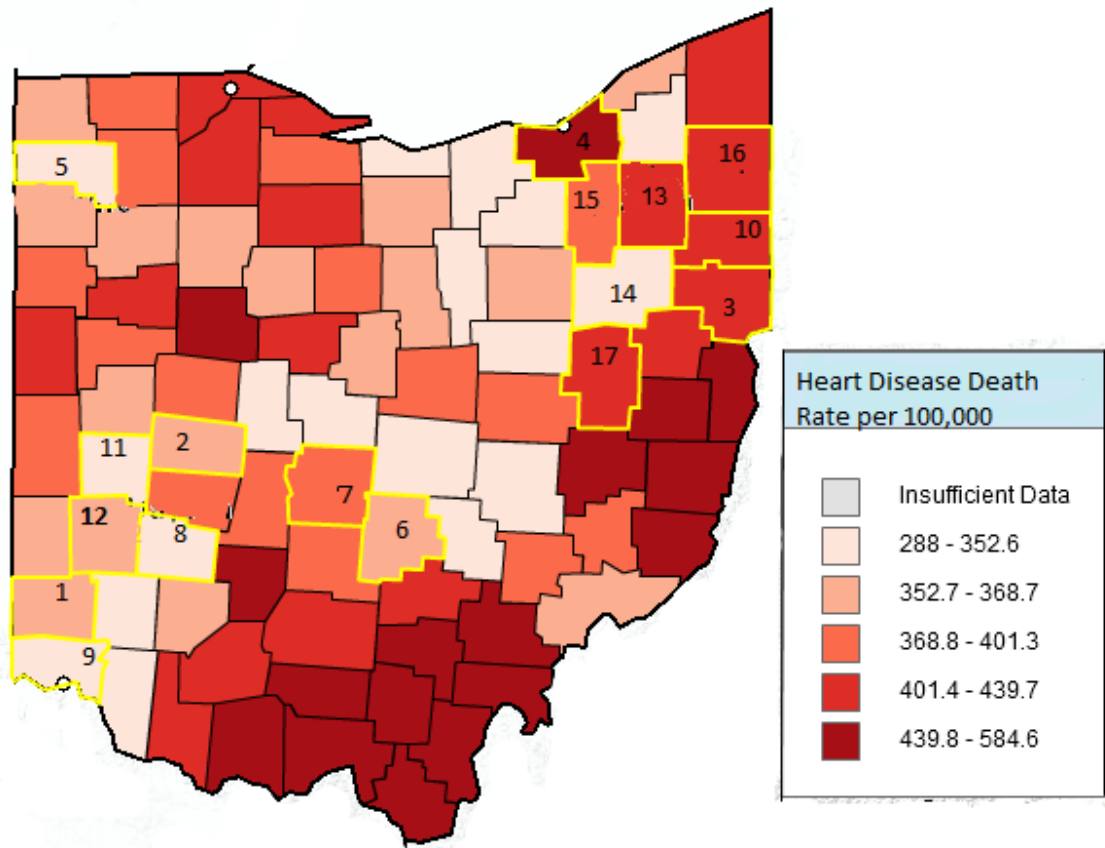 4
5
16
15
13
10
14
3
17
2
11
7
12
6
8
1
9
Heart Disease Death
Rate per 100,000
Insufficient Data
288 - 352.6
352.7 - 368.7
368.8 - 401.3
401.4 - 439.7
439.8 - 584.6